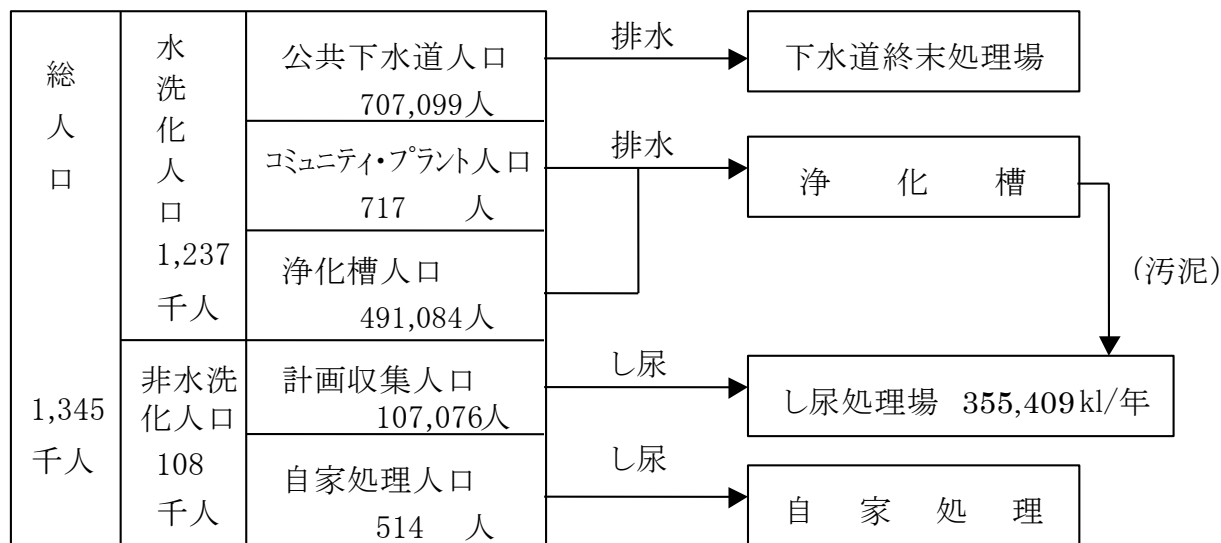 総人口
1,345
千人
水洗化人口
1,237
千人
非水洗
化人口
108
千人
公共下水道人口
707,099人
コミュニティ・プラント人口
717 人
浄化槽人口
491,084人
計画収集人口
107,076人
自家処理人口
514 人
排水
下水道終末処理場
排水
浄化槽
(汚泥)
し尿
し尿処理場 355,409kl/年
し尿
自家処理